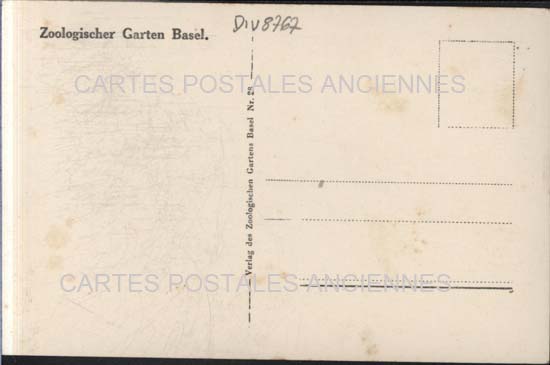 Div8767
Zoologischer Garten Basel.
CARTES POSTALES ANCIENNES
Verlag des Zoologischen Gartens Basel Nr. 28
CARTES POSTALES ANCIENNES